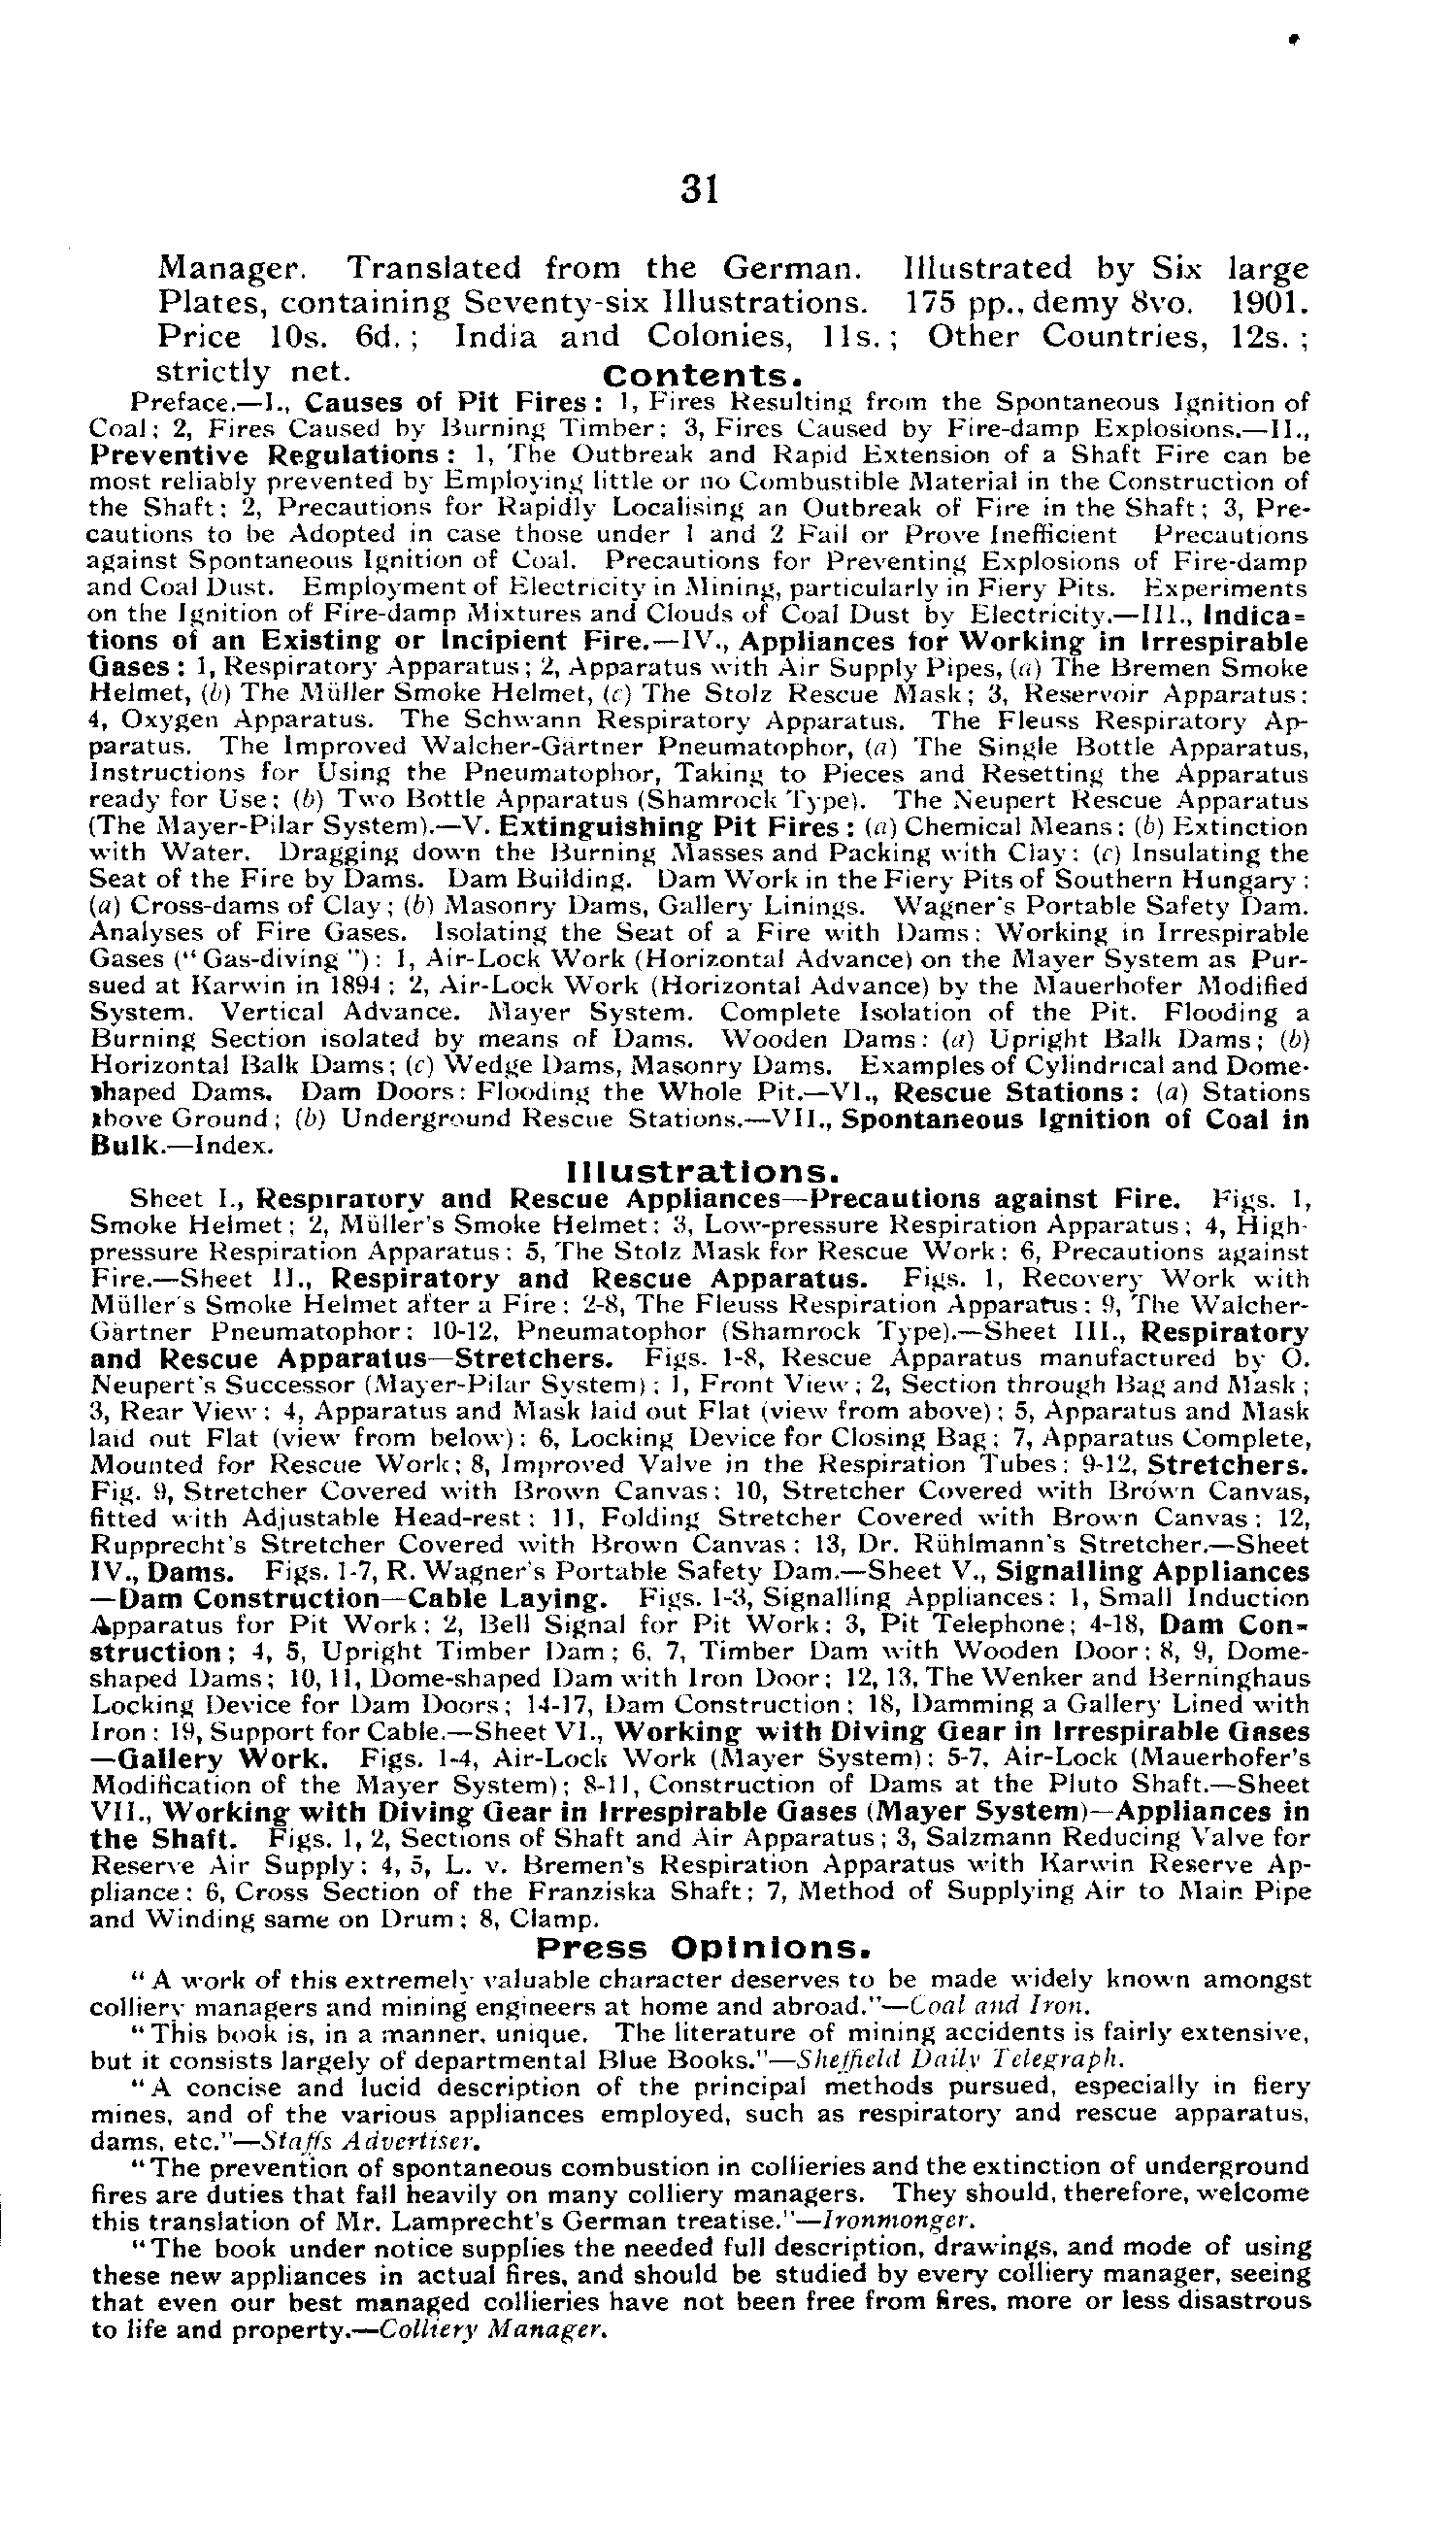 31
Manager. Translated from the German. Illustrated by Six large
Plates, containing Seventy-six Illustrations. 175 pp., demy 8vo. 1901.
Price 10s. 6d.; India and Colonies, 11s.; Other Countries, 12s.;
strictly net.
Contents.
Preface.—I., Causes of Pit Fires: 1, Fires Resulting from the Spontaneous Ignition of
Coal; 2, Fires Caused by Burning Timber; 3, Fires Caused by Fire-damp Explosions.—II.,
Preventive Regulations: 1, The Outbreak and Rapid Extension of a Shaft Fire can be
most reliably prevented by Employing little or no Combustible Material in the Construction of
the Shaft; 2, Precautions for Rapidly Localising an Outbreak of Fire in the Shaft; 3, Pre-
cautions to be Adopted in case those under 1 and 2 Fail or Prove Inefficient Precautions
against Spontaneous Ignition of Coal. Precautions for Preventing Explosions of Fire-damp
and Coal Dust. Employment of Electricity in Mining, particularly in Fiery Pits. Experiments
on the Ignition of Fire-damp Mixtures and Clouds of Coal Dust by Electricity.—III., Indica=
tions of an Existing or Incipient Fire.—IV., Appliances for Working in Irrespirable
Gases: 1, Respiratory Apparatus; 2, Apparatus with Air Supply Pipes, (a) The Bremen Smoke
Helmet, (b) The Müller Smoke Helmet, (c) The Stolz Rescue Mask; 3, Reservoir Apparatus;
4, Oxygen Apparatus. The Schwann Respiratory Apparatus. The Fleuss Respiratory Ap-
paratus. The Improved Walcher-Gärtner Pneumatophor, (a) The Single Bottle Apparatus,
Instructions for Using the Pneumatophor, Taking to Pieces and Resetting the Apparatus
ready for Use; (b) Two Bottle Apparatus (Shamrock Type). The Neupert Rescue Apparatus
(The Mayer-Pilar System).—V. Extinguishing Pit Fires: (a) Chemical Means; (b) Extinction
with Water. Dragging down the Burning Masses and Packing with Clay; (c) Insulating the
Seat of the Fire by Dams. Dam Building. Dam Work in the Fiery Pits of Southern Hungary:
(a) Cross-dams of Clay; (b) Masonry Dams, Gallery Linings. Wagner's Portable Safety Dam.
Analyses of Fire Gases. Isolating the Seat of a Fire with Dams: Working in Irrespirable
Gases ("Gas-diving"): 1, Air-Lock Work (Horizontal Advance) on the Mayer System as Pur-
sued at Karwin in 1894; 2, Air-Lock Work (Horizontal Advance) by the Mauerhofer Modified
System. Vertical Advance. Mayer System. Complete Isolation of the Pit. Flooding a
Burning Section isolated by means of Dams. Wooden Dams: (a) Upright Balk Dams; (b)
Horizontal Balk Dams; (c) Wedge Dams, Masonry Dams. Examples of Cylindrical and Dome-
shaped Dams. Dam Doors: Flooding the Whole Pit.—VI., Rescue Stations: (a) Stations
above Ground; (b) Underground Rescue Stations.—VII., Spontaneous Ignition of Coal in
Bulk.—Index.
Illustrations.
Sheet I., Respiratory and Rescue Appliances—Precautions against Fire. Figs. 1,
Smoke Helmet; 2, Müller's Smoke Helmet; 3, Low-pressure Respiration Apparatus; 4, High-
pressure Respiration Apparatus; 5, The Stolz Mask for Rescue Work; 6, Precautions against
Fire.—Sheet II., Respiratory and Rescue Apparatus. Figs. 1, Recovery Work with
Müller's Smoke Helmet after a Fire; 2-8, The Fleuss Respiration Apparatus; 9, The Walcher-
Gärtner Pneumatophor; 10-12, Pneumatophor (Shamrock Type).—Sheet III., Respiratory
and Rescue Apparatus—Stretchers. Figs. 1-8, Rescue Apparatus manufactured by O.
Neupert's Successor (Mayer-Pilar System); 1, Front View; 2, Section through Bag and Mask;
3, Rear View; 4, Apparatus and Mask laid out Flat (view from above); 5, Apparatus and Mask
laid out Flat (view from below); 6, Locking Device for Closing Bag; 7, Apparatus Complete,
Mounted for Rescue Work; 8, Improved Valve in the Respiration Tubes; 9-12, Stretchers.
Fig. 9, Stretcher Covered with Brown Canvas; 10, Stretcher Covered with Brown Canvas,
fitted with Adjustable Head-rest; 11, Folding Stretcher Covered with Brown Canvas; 12,
Rupprecht's Stretcher Covered with Brown Canvas; 13, Dr. Rühlmann's Stretcher.—Sheet
IV., Dams. Figs. 1-7, R. Wagner's Portable Safety Dam.—Sheet V., Signalling Appliances
—Dam Construction—Cable Laying. Figs. 1-3, Signalling Appliances; 1, Small Induction
Apparatus for Pit Work; 2, Bell Signal for Pit Work; 3, Pit Telephone; 4-18, Dam Con=
struction; 4, 5, Upright Timber Dam; 6, 7, Timber Dam with Wooden Door; 8, 9, Dome-
shaped Dams; 10, 11, Dome-shaped Dam with Iron Door; 12, 13, The Wenker and Berninghaus
Locking Device for Dam Doors; 14-17, Dam Construction; 18, Damming a Gallery Lined with
Iron; 19, Support for Cable.—Sheet VI., Working with Diving Gear in Irrespirable Gases
—Gallery Work. Figs. 1-4, Air-Lock Work (Mayer System); 5-7, Air-Lock (Mauerhofer's
Modification of the Mayer System); 8-11, Construction of Dams at the Pluto Shaft.—Sheet
VII., Working with Diving Gear in Irrespirable Gases (Mayer System)—Appliances in
the Shaft. Figs. 1, 2, Sections of Shaft and Air Apparatus; 3, Salzmann Reducing Valve for
Reserve Air Supply; 4, 5, L. v. Bremen's Respiration Apparatus with Karwin Reserve Ap-
pliance; 6, Cross Section of the Franziska Shaft; 7, Method of Supplying Air to Main Pipe
and Winding same on Drum; 8, Clamp.
Press Opinions.
"A work of this extremely valuable character deserves to be made widely known amongst
colliery managers and mining engineers at home and abroad."—Coal and Iron.
"This book is, in a manner, unique. The literature of mining accidents is fairly extensive,
but it consists largely of departmental Blue Books."—Sheffield Daily Telegraph.
"A concise and lucid description of the principal methods pursued, especially in fiery
mines, and of the various appliances employed, such as respiratory and rescue apparatus,
dams, etc."—Staffs Advertiser.
"The prevention of spontaneous combustion in collieries and the extinction of underground
fires are duties that fall heavily on many colliery managers. They should, therefore, welcome
this translation of Mr. Lamprecht's German treatise."—Ironmonger.
"The book under notice supplies the needed full description, drawings, and mode of using
these new appliances in actual fires, and should be studied by every colliery manager, seeing
that even our best managed collieries have not been free from fires, more or less disastrous
to life and property.—Colliery Manager.